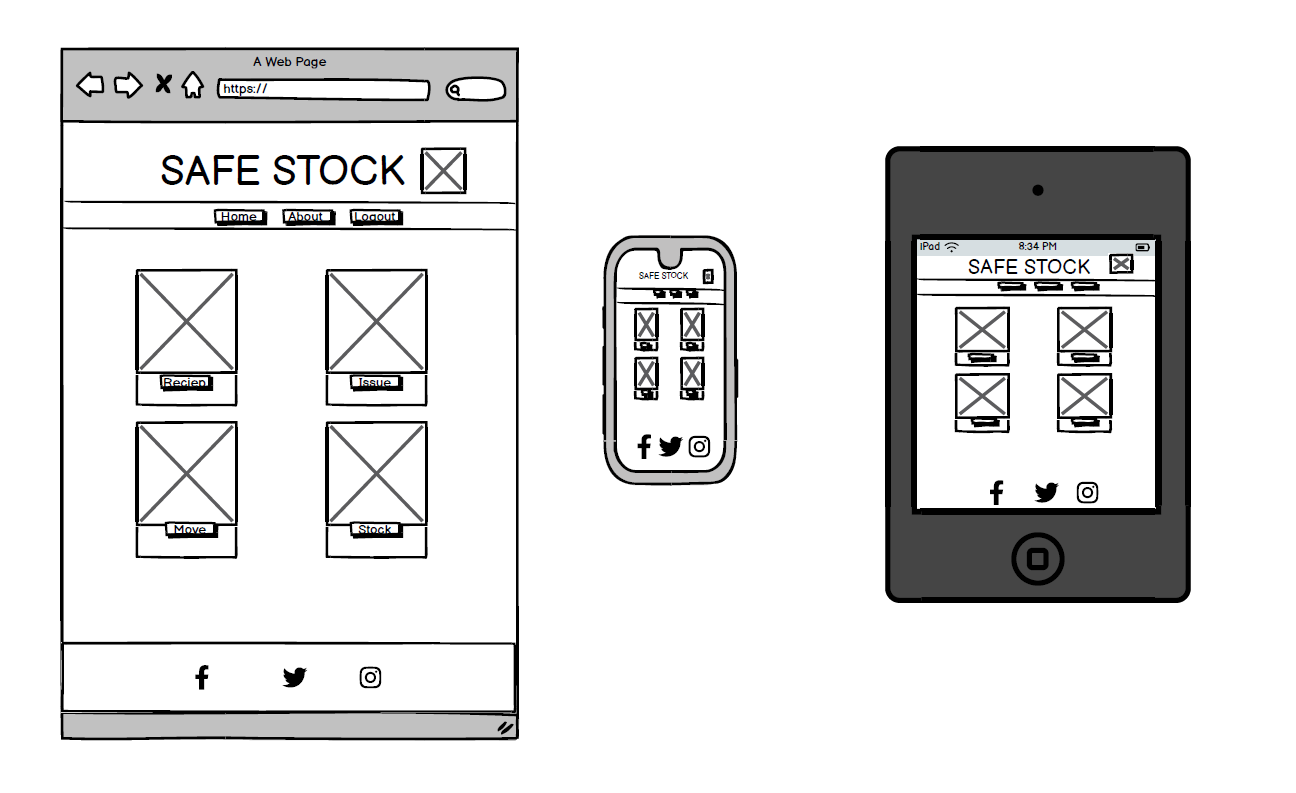 A Web Page
https://
SAFE STOCK
Home About Logout
Reciep Issue
Move Stock
SAFE STOCK
iPod 8:34 PM
SAFE STOCK